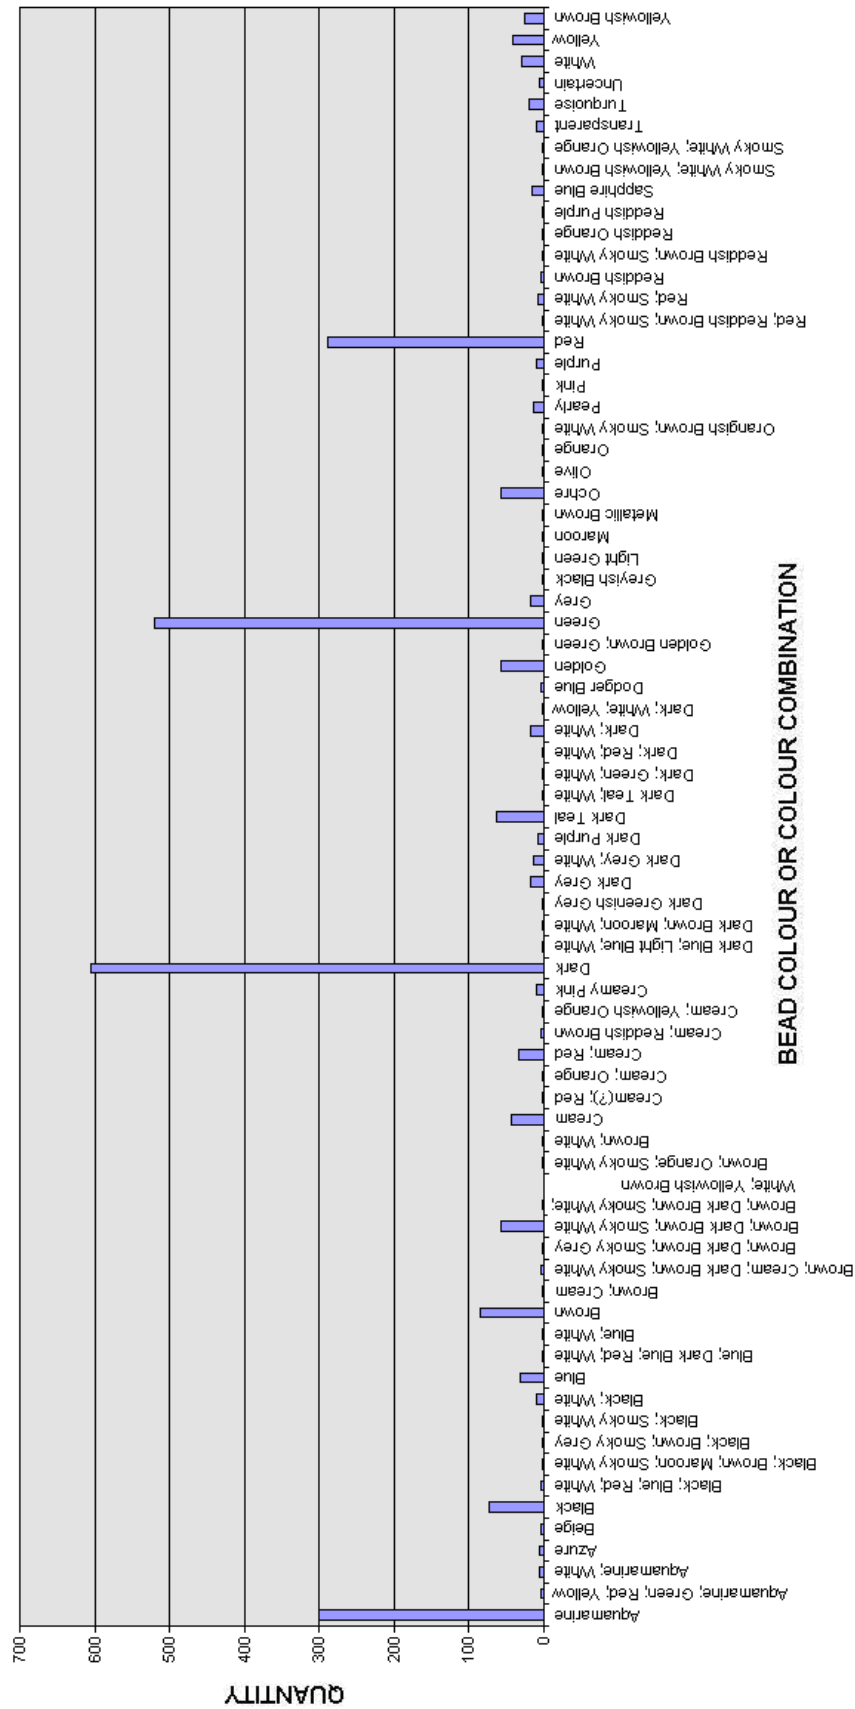 QUANTITY
700
600
500
400
300
200
100
0
Aquamarine
Aquamarine; Green; Red; Yellow
Aquamarine; White
Azure
Beige
Black
Black; Blue; Red; White
Black; Brown; Maroon; Smoky White
Black; Brown; Smoky Grey
Black; Smoky White
Black; White
Blue
Blue; Dark Blue; Red; White
Blue; White
Brown
Brown; Cream
Brown; Cream; Dark Brown; Smoky White
Brown; Dark Brown; Smoky Grey
Brown; Dark Brown; Smoky White
Brown; Dark Brown; Smoky White;
White; Yellowish Brown
Brown; Orange; Smoky White
Brown; White
Cream
Cream(?); Red
Cream; Orange
Cream; Red
Cream; Reddish Brown
Cream; Yellowish Orange
Creamy Pink
Dark
Dark Blue; Light Blue; White
Dark Brown; Maroon; White
Dark Greenish Grey
Dark Grey
Dark Grey; White
Dark Purple
Dark Teal
Dark Teal; White
Dark; Green; White
Dark; Red; White
Dark; White
Dark; White; Yellow
Dodger Blue
Golden
Golden Brown; Green
Green
Grey
Greyish Black
Light Green
Maroon
Metallic Brown
Ochre
Olive
Orange
Orangish Brown; Smoky White
Pearly
Pink
Purple
Red
Red; Reddish Brown; Smoky White
Red; Smoky White
Reddish Brown
Reddish Brown; Smoky White
Reddish Orange
Reddish Purple
Sapphire Blue
Smoky White; Yellowish Brown
Smoky White; Yellowish Orange
Transparent
Turquoise
Uncertain
White
Yellow
Yellowish Brown
BEAD COLOUR OR COLOUR COMBINATION